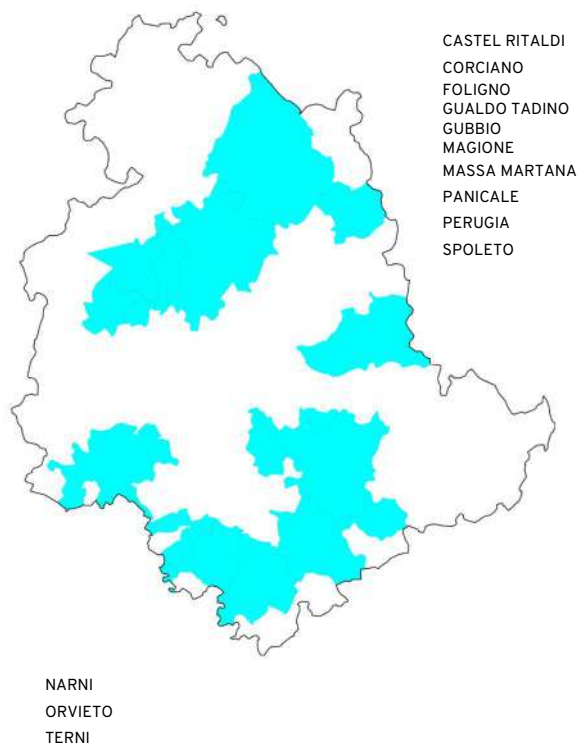 CASTEL RITALDI
CORCIANO
FOLIGNO
GUALDO TADINO
GUBBIO
MAGIONE
MASSA MARTANA
PANICALE
PERUGIA
SPOLETO
NARNI
ORVIETO
TERNI